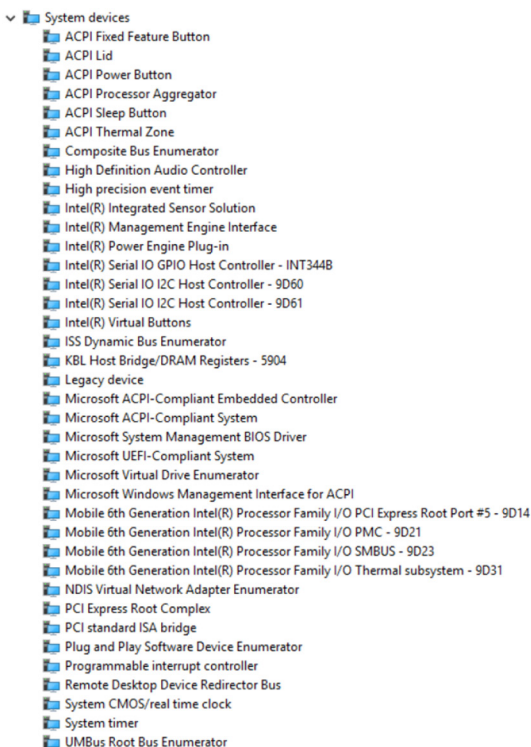 System devices
ACPI Fixed Feature Button
ACPI Lid
ACPI Power Button
ACPI Processor Aggregator
ACPI Sleep Button
ACPI Thermal Zone
Composite Bus Enumerator
High Definition Audio Controller
High precision event timer
Intel(R) Integrated Sensor Solution
Intel(R) Management Engine Interface
Intel(R) Power Engine Plug-in
Intel(R) Serial IO GPIO Host Controller - INT344B
Intel(R) Serial IO I2C Host Controller - 9D60
Intel(R) Serial IO I2C Host Controller - 9D61
Intel(R) Virtual Buttons
ISS Dynamic Bus Enumerator
KBL Host Bridge/DRAM Registers - 5904
Legacy device
Microsoft ACPI-Compliant Embedded Controller
Microsoft ACPI-Compliant System
Microsoft System Management BIOS Driver
Microsoft UEFI-Compliant System
Microsoft Virtual Drive Enumerator
Microsoft Windows Management Interface for ACPI
Mobile 6th Generation Intel(R) Processor Family I/O PCI Express Root Port #5 - 9D14
Mobile 6th Generation Intel(R) Processor Family I/O PMC - 9D21
Mobile 6th Generation Intel(R) Processor Family I/O SMBUS - 9D23
Mobile 6th Generation Intel(R) Processor Family I/O Thermal subsystem - 9D31
NDIS Virtual Network Adapter Enumerator
PCI Express Root Complex
PCI standard ISA bridge
Plug and Play Software Device Enumerator
Programmable interrupt controller
Remote Desktop Device Redirector Bus
System CMOS/real time clock
System timer
UMBus Root Bus Enumerator